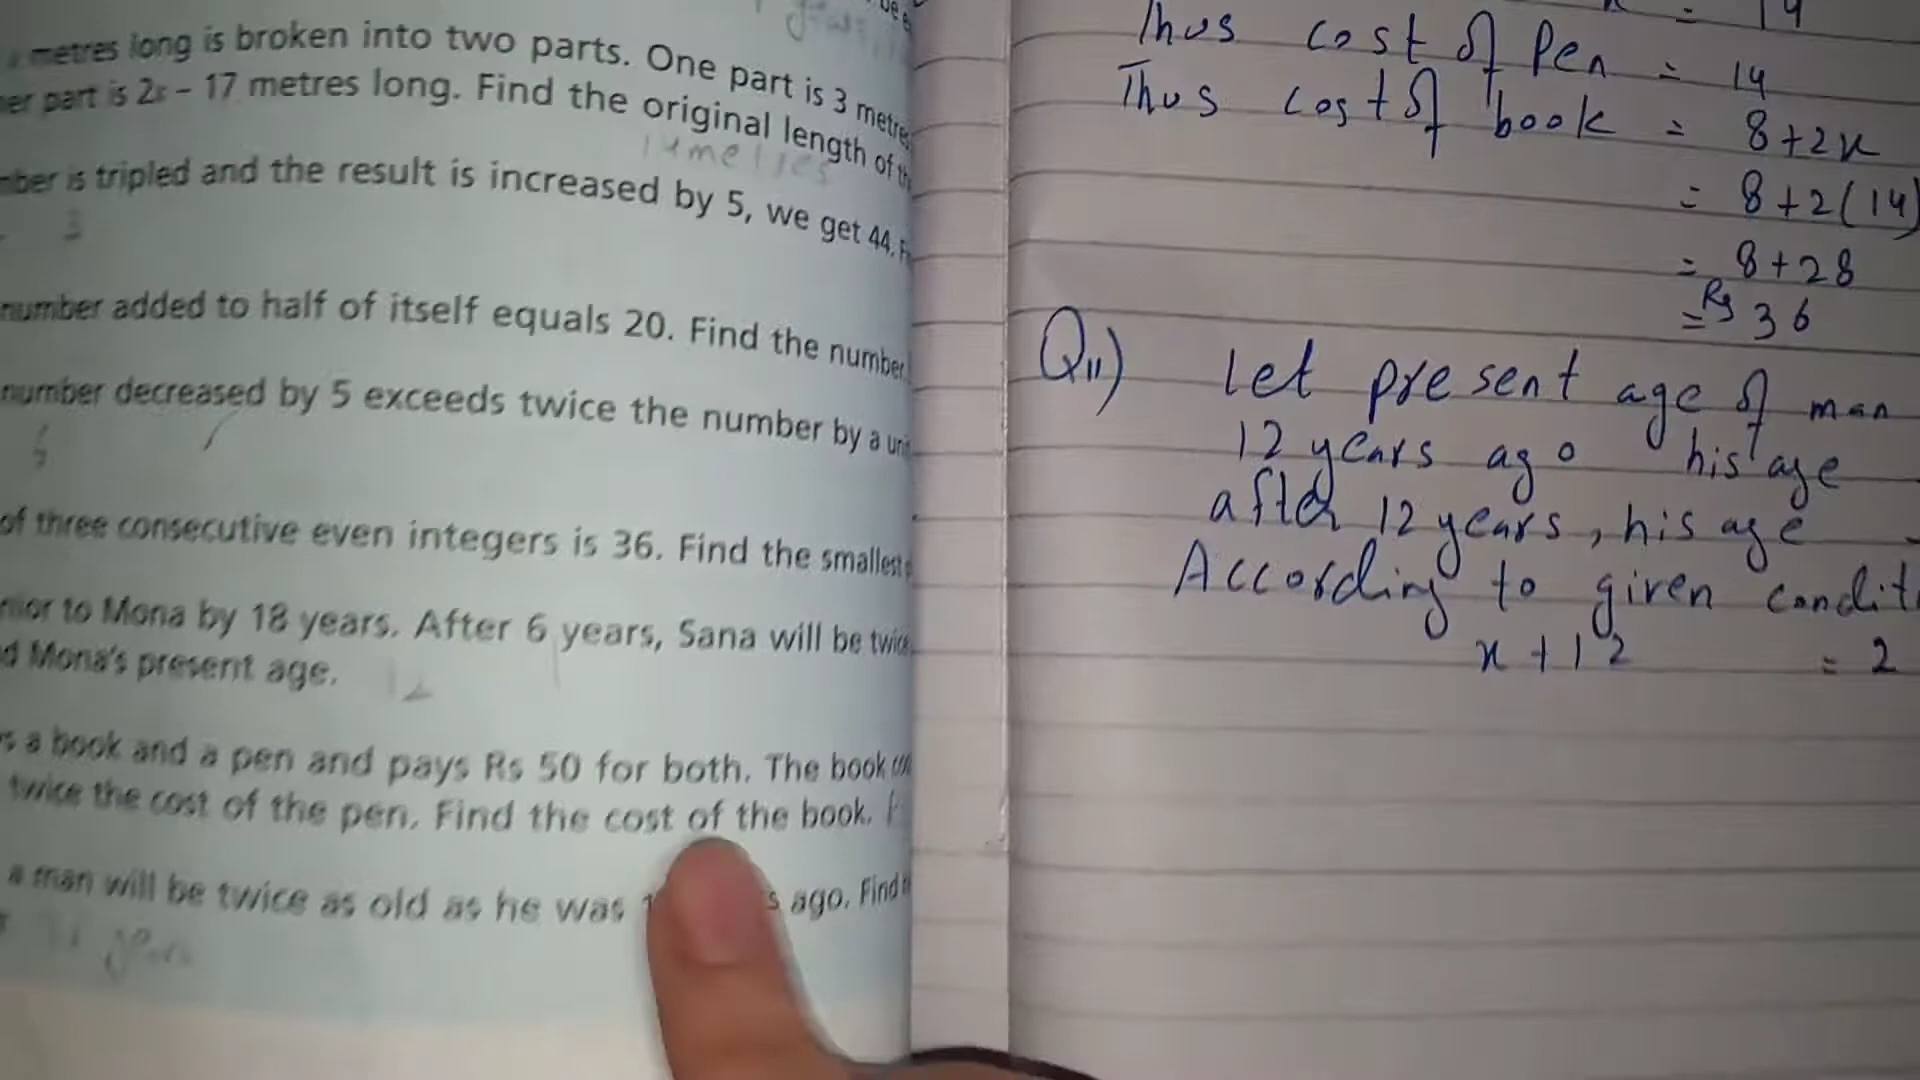 metres long is broken into two parts. One part is 3 metres
part is 2x - 17 metres long. Find the original length of
14 metres
is tripled and the result is increased by 5, we get 44.
number added to half of itself equals 20. Find the number.
number decreased by 5 exceeds twice the number by a
of three consecutive even integers is 36. Find the smallest
to Mona by 18 years. After 6 years, Sana will be twice
Mona's present age.
12
a book and a pen and pays Rs 50 for both. The book
twice the cost of the pen. Find the cost of the book.
a man will be twice as old as he was ago. Find
= 14
Thus cost of Pen = 14
Thus cost of book = 8+2x
= 8+2(14)
= 8+28
= Rs 36
Q11) Let present age of man
12 years ago his age
after 12 years, his age
According to given
x+12 = 2